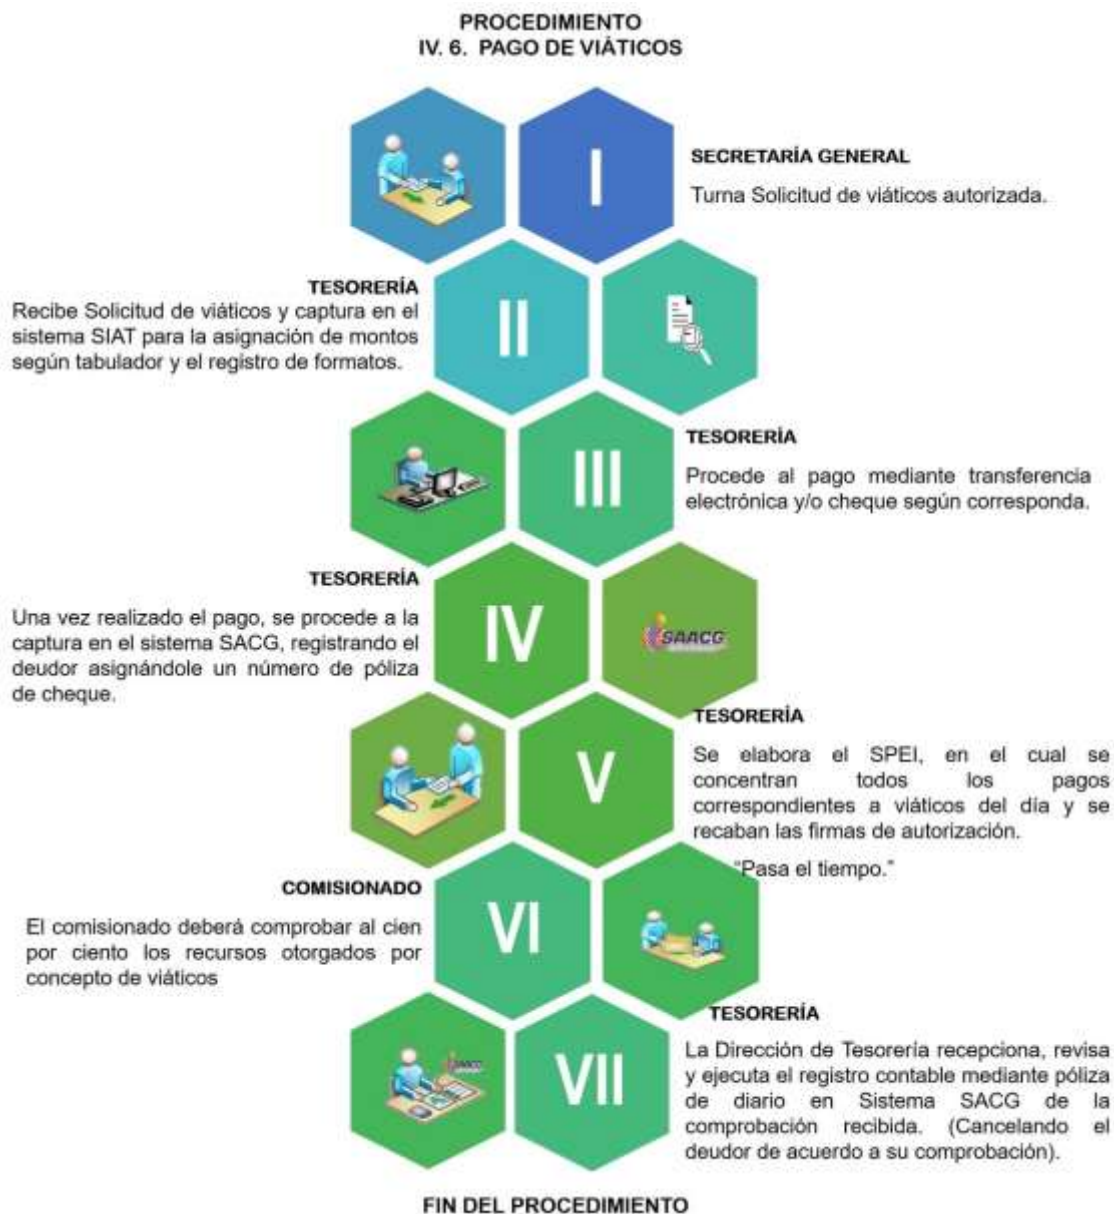 PROCEDIMIENTO
IV. 6. PAGO DE VIÁTICOS
I
SECRETARÍA GENERAL
Turna Solicitud de viáticos autorizada.
TESORERÍA
Recibe Solicitud de viáticos y captura en el
sistema SIAT para la asignación de montos
según tabulador y el registro de formatos.
II
III
TESORERÍA
Procede al pago mediante transferencia
electrónica y/o cheque según corresponda.
TESORERÍA
Una vez realizado el pago, se procede a la
captura en el sistema SACG, registrando el
deudor asignándole un número de póliza
de cheque.
IV
SAACG
V
TESORERÍA
Se elabora el SPEI, en el cual se
concentran todos los pagos
correspondientes a viáticos del día y se
recaban las firmas de autorización.
“Pasa el tiempo.”
COMISIONADO
El comisionado deberá comprobar al cien
por ciento los recursos otorgados por
concepto de viáticos
VI
SAACG
VII
TESORERÍA
La Dirección de Tesorería recepciona, revisa
y ejecuta el registro contable mediante póliza
de diario en Sistema SACG de la
comprobación recibida. (Cancelando el
deudor de acuerdo a su comprobación).
FIN DEL PROCEDIMIENTO